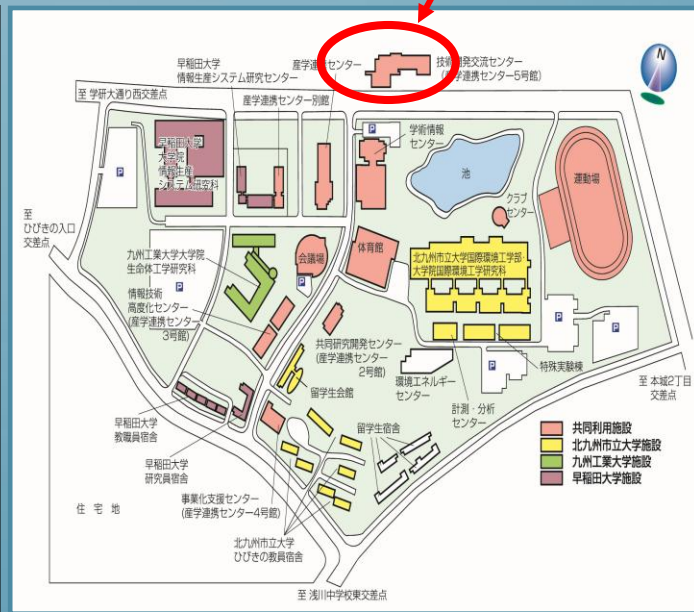 早稲田大学
情報生産システム研究センター
産学連携センター
産学連携センター別館
技術開発交流センター
(産学連携センター5号館)
N
至 学研大通り西交差点
P
学術情報
センター
早稲田大学
大学院
情報生産
システム研究科
P
池
運動場
クラブ
センター
至
ひびきの入口
交差点
九州工業大学大学院
生命体工学研究科
会議場
体育館
北九州市立大学国際環境工学部・
大学院国際環境工学研究科
P
P
情報技術
高度化センター
(産学連携センター
3号館)
P
P
P
共同研究開発センター
(産学連携センター
2号館)
環境エネルギー
センター
特殊実験棟
至 本城2丁目
交差点
留学生会館
計測・分析
センター
早稲田大学
教職員宿舎
留学生宿舎
早稲田大学
研究員宿舎
共同利用施設
北九州市立大学施設
九州工業大学施設
早稲田大学施設
事業化支援センター
(産学連携センター4号館)
住宅地
北九州市立大学
ひびきの教員宿舎
至 浅川中学校東交差点